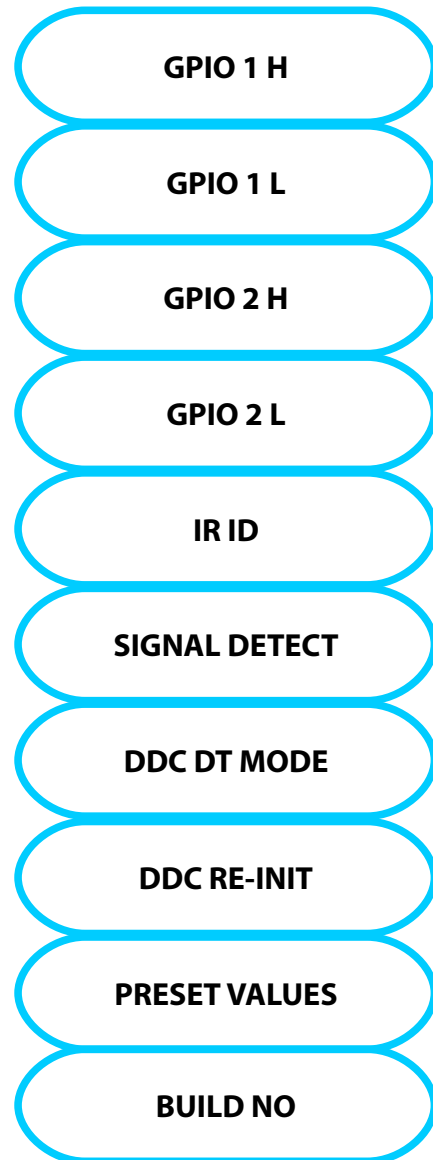 GPIO 1 H
GPIO 1 L
GPIO 2 H
GPIO 2 L
IR ID
SIGNAL DETECT
DDC DT MODE
DDC RE-INIT
PRESET VALUES
BUILD NO